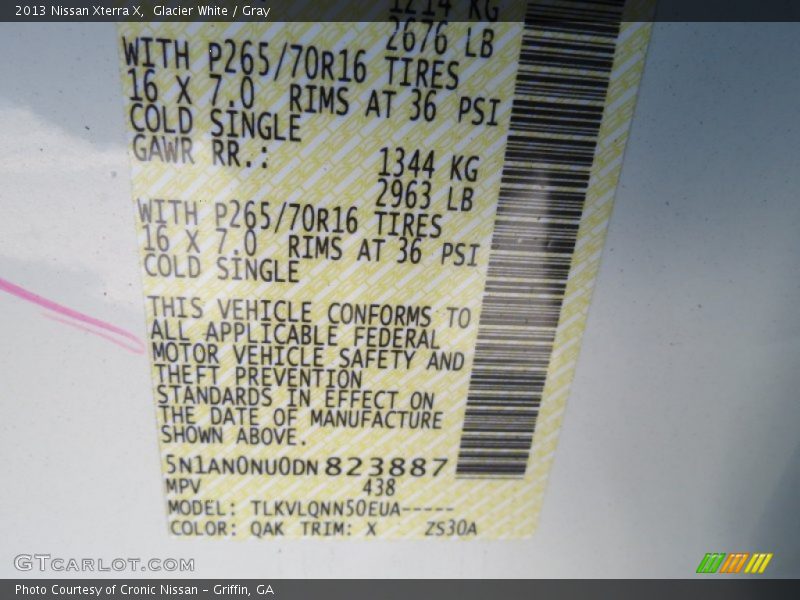 2013 Nissan Xterra X,  Glacier White / Gray
1214 KG
2676 LB
WITH P265/70R16 TIRES
16 X 7.0 RIMS AT 36 PSI
COLD SINGLE
GAWR RR.:
1344 KG
2963 LB
WITH P265/70R16 TIRES
16 X 7.0 RIMS AT 36 PSI
COLD SINGLE
THIS VEHICLE CONFORMS TO
ALL APPLICABLE FEDERAL
MOTOR VEHICLE SAFETY AND
THEFT PREVENTION
STANDARDS IN EFFECT ON
THE DATE OF MANUFACTURE
SHOWN ABOVE.
5N1AN0NU0DN823887
MPV 438
MODEL: TLKVLQNN50EUA-----
COLOR: QAK TRIM: X ZS30A
GTCARLOT.COM
Photo Courtesy of Cronic Nissan - Griffin, GA